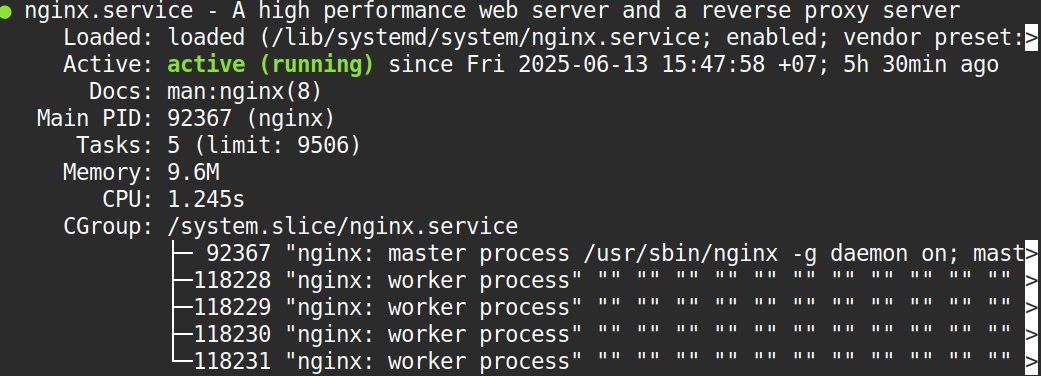 ● nginx.service - A high performance web server and a reverse proxy server
     Loaded: loaded (/lib/systemd/system/nginx.service; enabled; vendor preset:>
     Active: active (running) since Fri 2025-06-13 15:47:58 +07; 5h 30min ago
       Docs: man:nginx(8)
   Main PID: 92367 (nginx)
      Tasks: 5 (limit: 9506)
     Memory: 9.6M
        CPU: 1.245s
     CGroup: /system.slice/nginx.service
             ├─ 92367 "nginx: master process /usr/sbin/nginx -g daemon on; mast>
             ├─118228 "nginx: worker process" "" "" "" "" "" "" "" "" "" "" "" >
             ├─118229 "nginx: worker process" "" "" "" "" "" "" "" "" "" "" "" >
             ├─118230 "nginx: worker process" "" "" "" "" "" "" "" "" "" "" "" >
             └─118231 "nginx: worker process" "" "" "" "" "" "" "" "" "" "" "" >